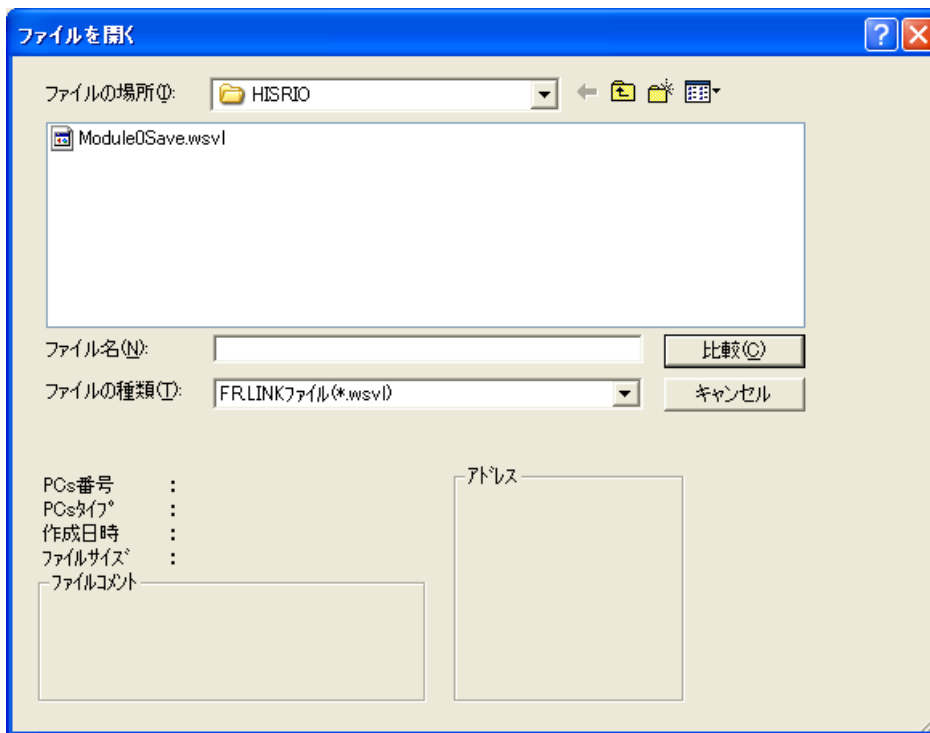 ファイルを開く
ファイルの場所(I):
HISRIO
Module0Save.wsvl
ファイル名(N):
比較(C)
ファイルの種類(T):
FR.LINKファイル(*.wsvl)
キャンセル
PCs番号 :
PCsタイプ :
作成日時 :
ファイルサイズ :
ファイルコメント
アドレス